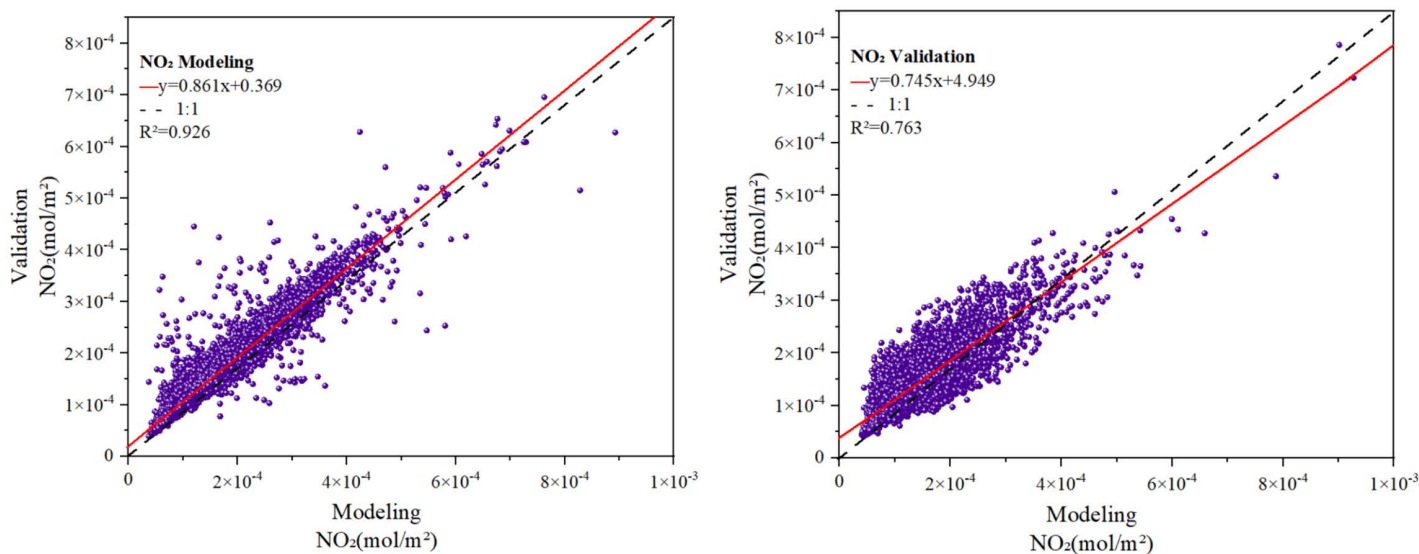 8×10⁻⁴
7×10⁻⁴
6×10⁻⁴
5×10⁻⁴
4×10⁻⁴
3×10⁻⁴
2×10⁻⁴
1×10⁻⁴
0
Validation
NO₂(mol/m²)
NO₂ Modeling
y=0.861x+0.369
1:1
R²=0.926
0 2×10⁻⁴ 4×10⁻⁴ 6×10⁻⁴ 8×10⁻⁴ 1×10⁻³
Modeling
NO₂(mol/m²)
8×10⁻⁴
7×10⁻⁴
6×10⁻⁴
5×10⁻⁴
4×10⁻⁴
3×10⁻⁴
2×10⁻⁴
1×10⁻⁴
0
Validation
NO₂(mol/m²)
NO₂ Validation
y=0.745x+4.949
1:1
R²=0.763
0 2×10⁻⁴ 4×10⁻⁴ 6×10⁻⁴ 8×10⁻⁴ 1×10⁻³
Modeling
NO₂(mol/m²)